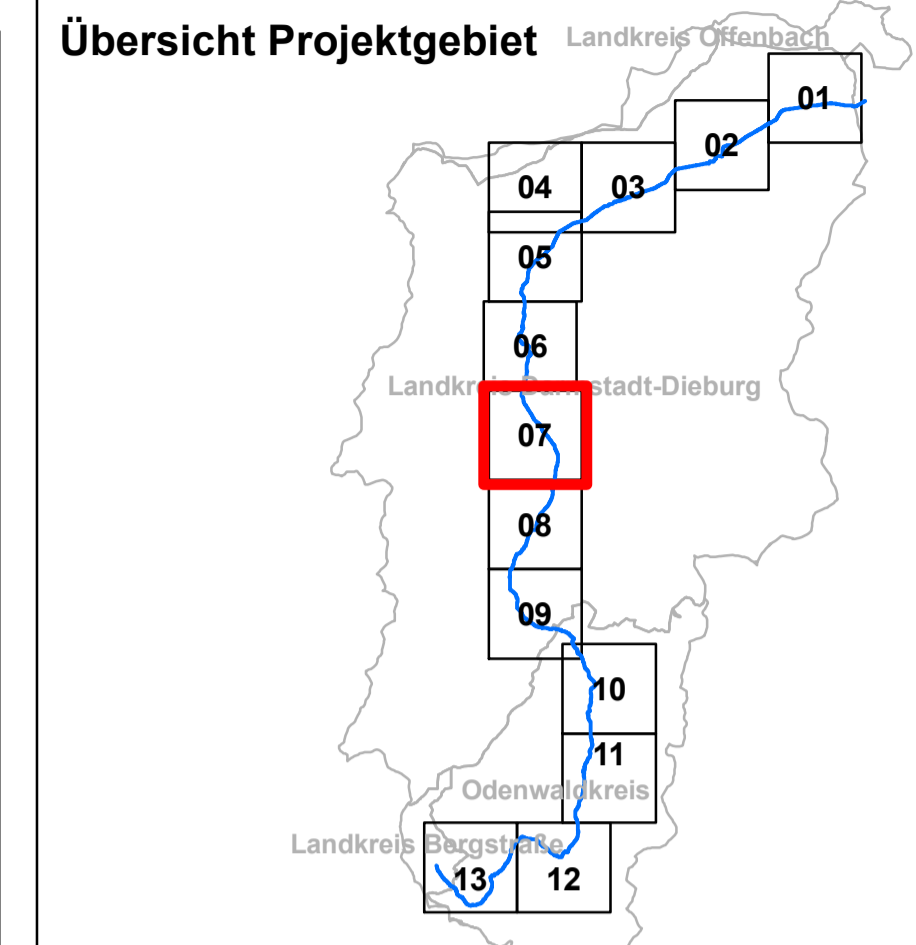 Übersicht Projektgebiet
Landkreis Offenbach
01
02
04
03
05
06
Landkreis Darmstadt-Dieburg
07
08
09
10
11
Odenwaldkreis
Landkreis Bergstraße
13
12